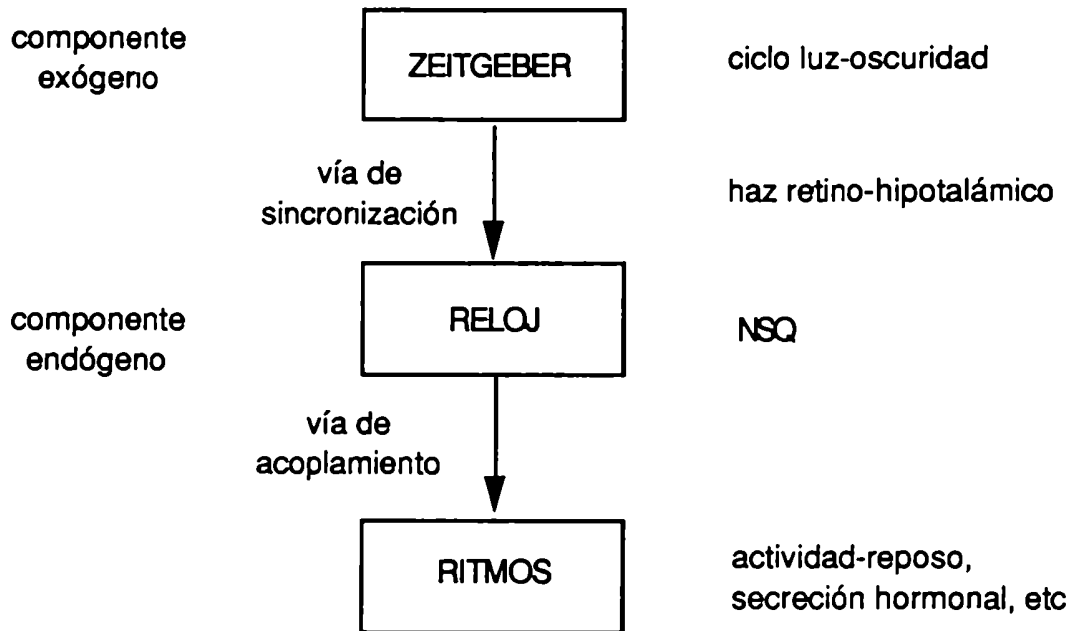 componente
exógeno
ZEITGEBER
ciclo luz-oscuridad
vía de
sincronización
haz retino-hipotalámico
componente
endógeno
RELOJ
NSQ
vía de
acoplamiento
RITMOS
actividad-reposo,
secreción hormonal, etc